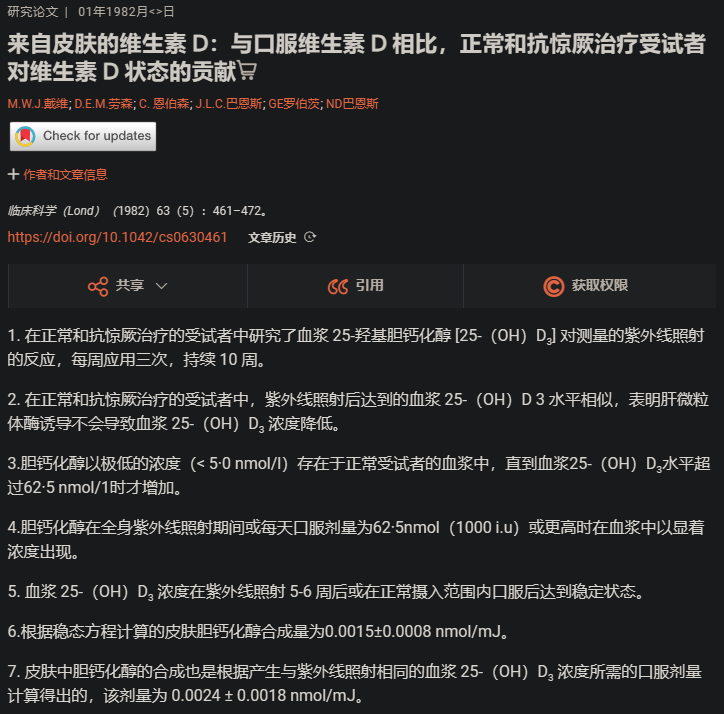 研究论文 | 01年1982月<>日
来自皮肤的维生素 D：与口服维生素 D 相比，正常和抗惊厥治疗受试者
对维生素 D 状态的贡献
M.W.J.戴维; D.E.M.劳森; C. 恩伯森; J.L.C.巴恩斯; GE罗伯茨; ND巴恩斯
Check for updates
+ 作者和文章信息
临床科学（Lond）（1982）63（5）：461–472。
https://doi.org/10.1042/cs0630461 文章历史
共享 引用 获取权限
1. 在正常和抗惊厥治疗的受试者中研究了血浆 25-羟基胆钙化醇 [25-（OH）D3] 对测量的紫外线照射
的反应，每周应用三次，持续 10 周。
2. 在正常和抗惊厥治疗的受试者中，紫外线照射后达到的血浆 25-（OH）D 3 水平相似，表明肝微粒
体酶诱导不会导致血浆 25-（OH）D3 浓度降低。
3.胆钙化醇以极低的浓度（< 5·0 nmol/l）存在于正常受试者的血浆中，直到血浆25-（OH）D3水平超
过62·5 nmol/1时才增加。
4.胆钙化醇在全身紫外线照射期间或每天口服剂量为62·5nmol（1000 i.u）或更高时在血浆中以显着
浓度出现。
5. 血浆 25-（OH）D3 浓度在紫外线照射 5-6 周后或在正常摄入范围内口服后达到稳定状态。
6.根据稳态方程计算的皮肤胆钙化醇合成量为0.0015±0.0008 nmol/mJ。
7. 皮肤中胆钙化醇的合成也是根据产生与紫外线照射相同的血浆 25-（OH）D3 浓度所需的口服剂量
计算得出的，该剂量为 0.0024 ± 0.0018 nmol/mJ。